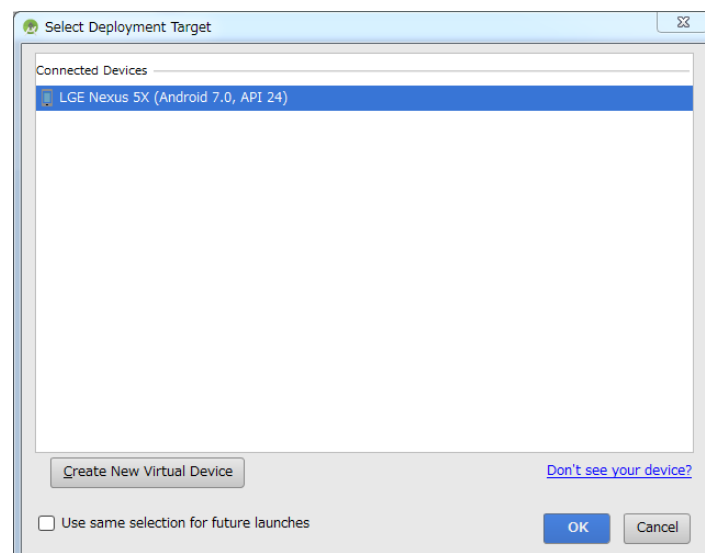 Select Deployment Target
Connected Devices
LGE Nexus 5X (Android 7.0, API 24)
Create New Virtual Device
Don't see your device?
Use same selection for future launches
OK
Cancel